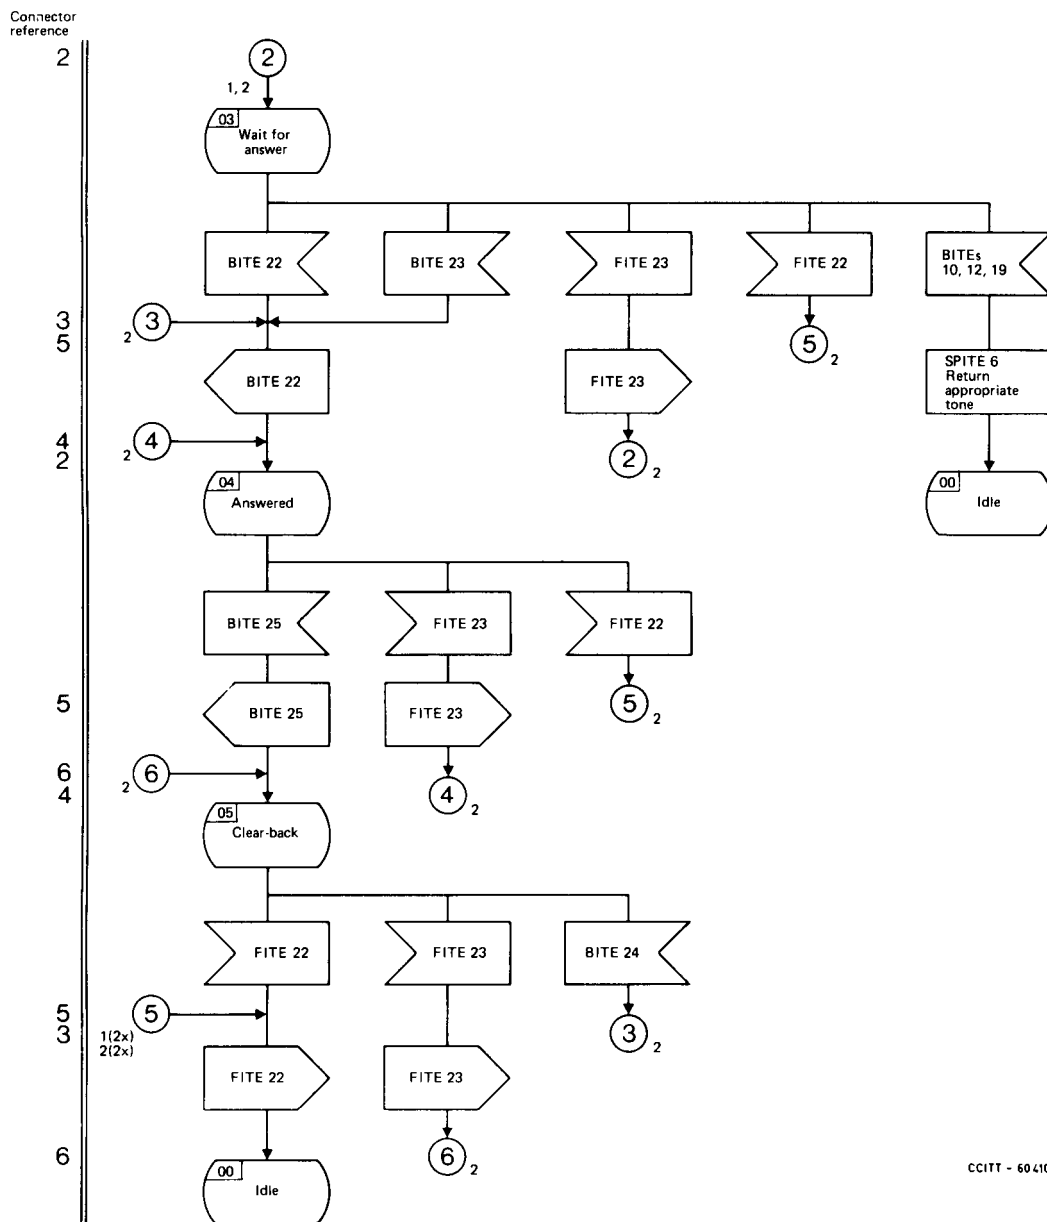 Connector
reference
2
2
1, 2
03
Wait for
answer
BITE 22
BITE 23
FITE 23
FITE 22
BITEs
10, 12, 19
3
2
3
5
5
2
BITE 22
FITE 23
SPITE 6
Return
appropriate
tone
4
2
4
2
2
2
04
Answered
00
Idle
BITE 25
FITE 23
FITE 22
5
BITE 25
FITE 23
5
2
6
2
6
4
4
2
05
Clear-back
FITE 22
FITE 23
BITE 24
5
5
3
1(2x)
2(2x)
3
2
FITE 22
FITE 23
6
6
2
00
Idle
CCITT - 60410